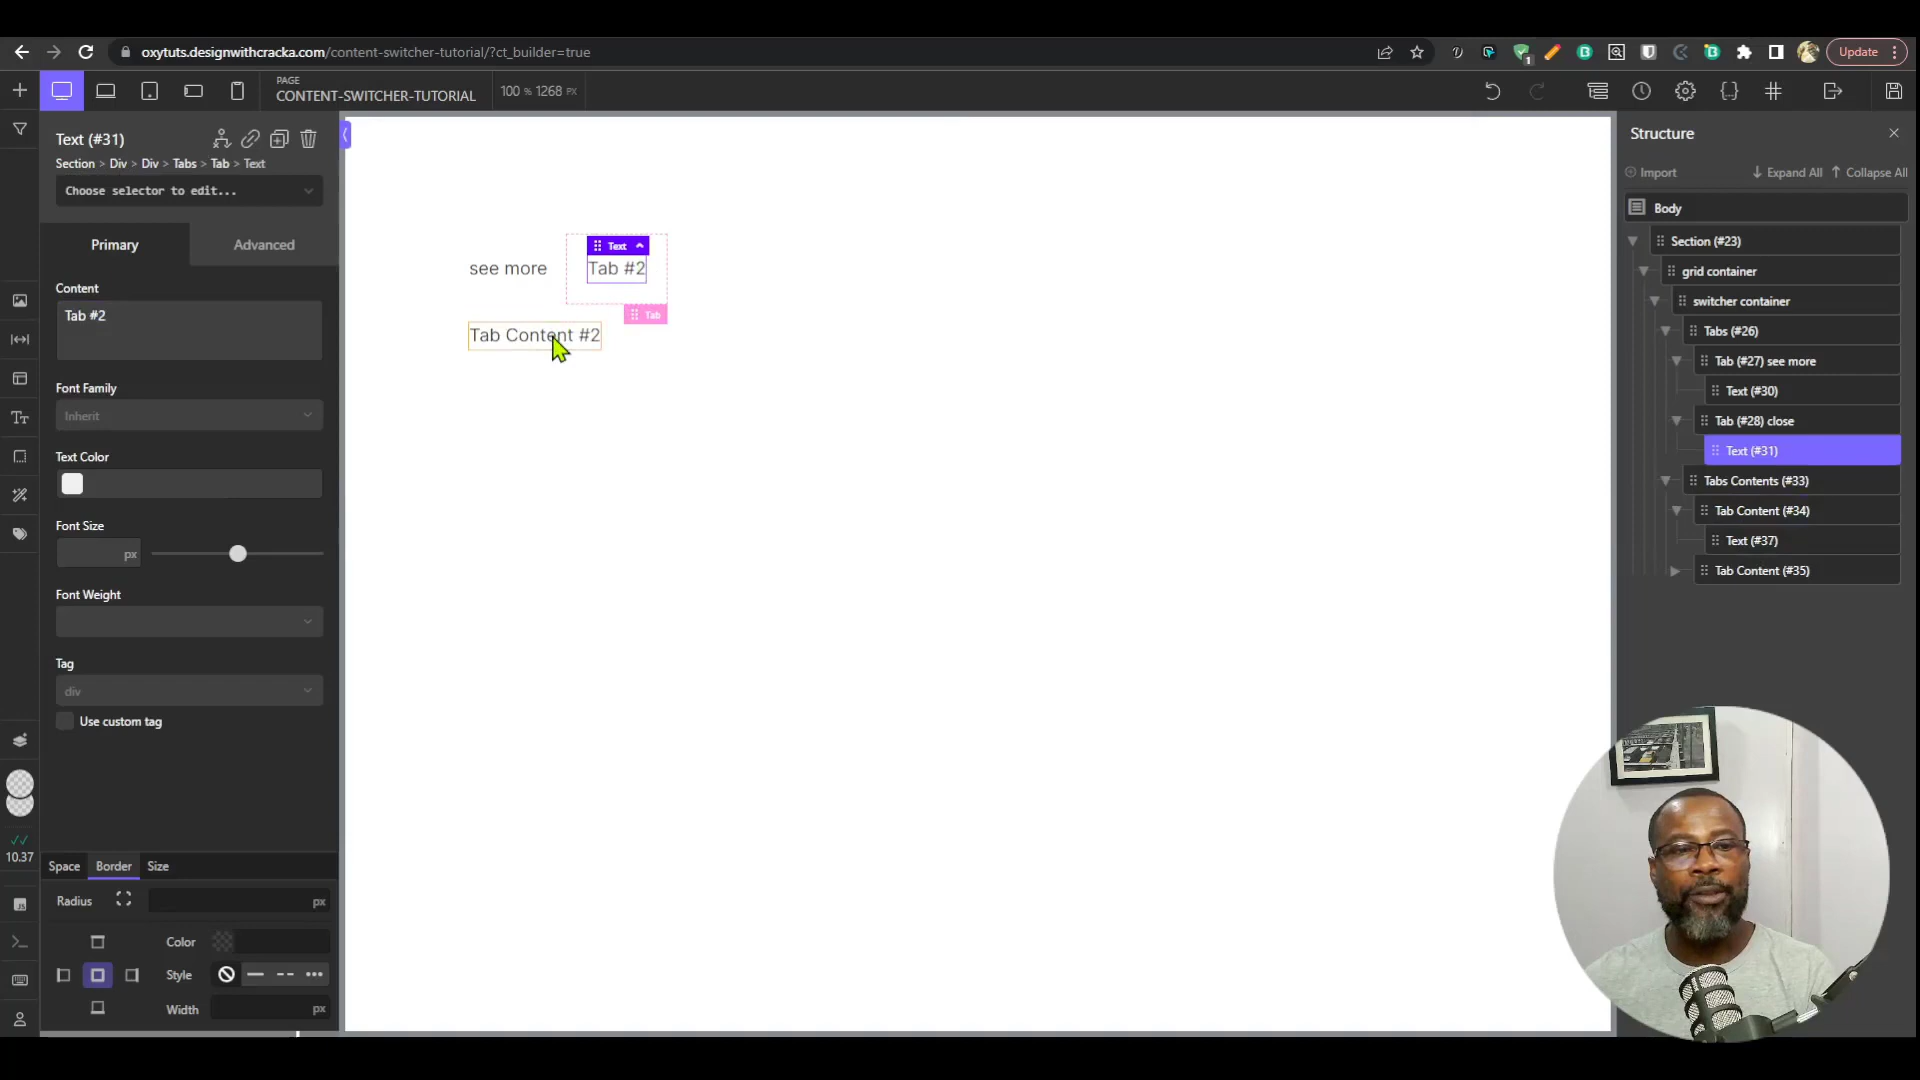 oxytuts.designwithcracka.com/content-switcher-tutorial/?ct_builder=true
Update
PAGE
CONTENT-SWITCHER-TUTORIAL
100 % 1268 PX
Text (#31)
Section > Div > Div > Tabs > Tab > Text
Choose selector to edit...
Primary
Advanced
Content
Tab #2
Font Family
Inherit
Text Color
Font Size
px
Font Weight
Tag
div
Use custom tag
10.37
Space
Border
Size
Radius
px
Color
Style
Width
px
see more
Text
Tab #2
Tab
Tab Content #2
Structure
Import
Expand All
Collapse All
Body
Section (#23)
grid container
switcher container
Tabs (#26)
Tab (#27) see more
Text (#30)
Tab (#28) close
Text (#31)
Tabs Contents (#33)
Tab Content (#34)
Text (#37)
Tab Content (#35)